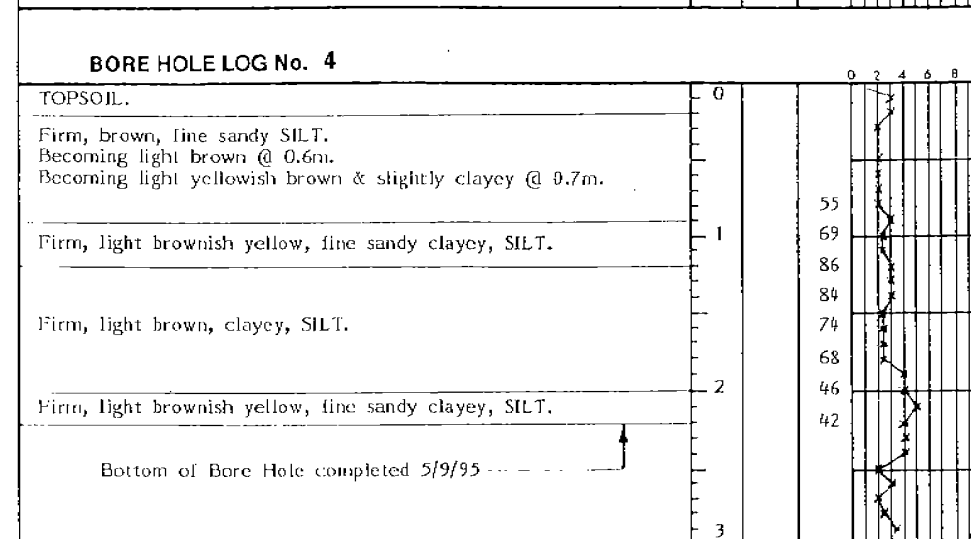 BORE HOLE LOG No. 4
0 2 4 6 8
TOPSOIL.
0
Firm, brown, fine sandy SILT.
Becoming light brown @ 0.6m.
Becoming light yellowish brown & slightly clayey @ 0.7m.
55
Firm, light brownish yellow, fine sandy clayey, SILT.
1
69
86
84
Firm, light brown, clayey, SILT.
74
68
2
46
Firm, light brownish yellow, fine sandy clayey, SILT.
42
Bottom of Bore Hole completed 5/9/95
3